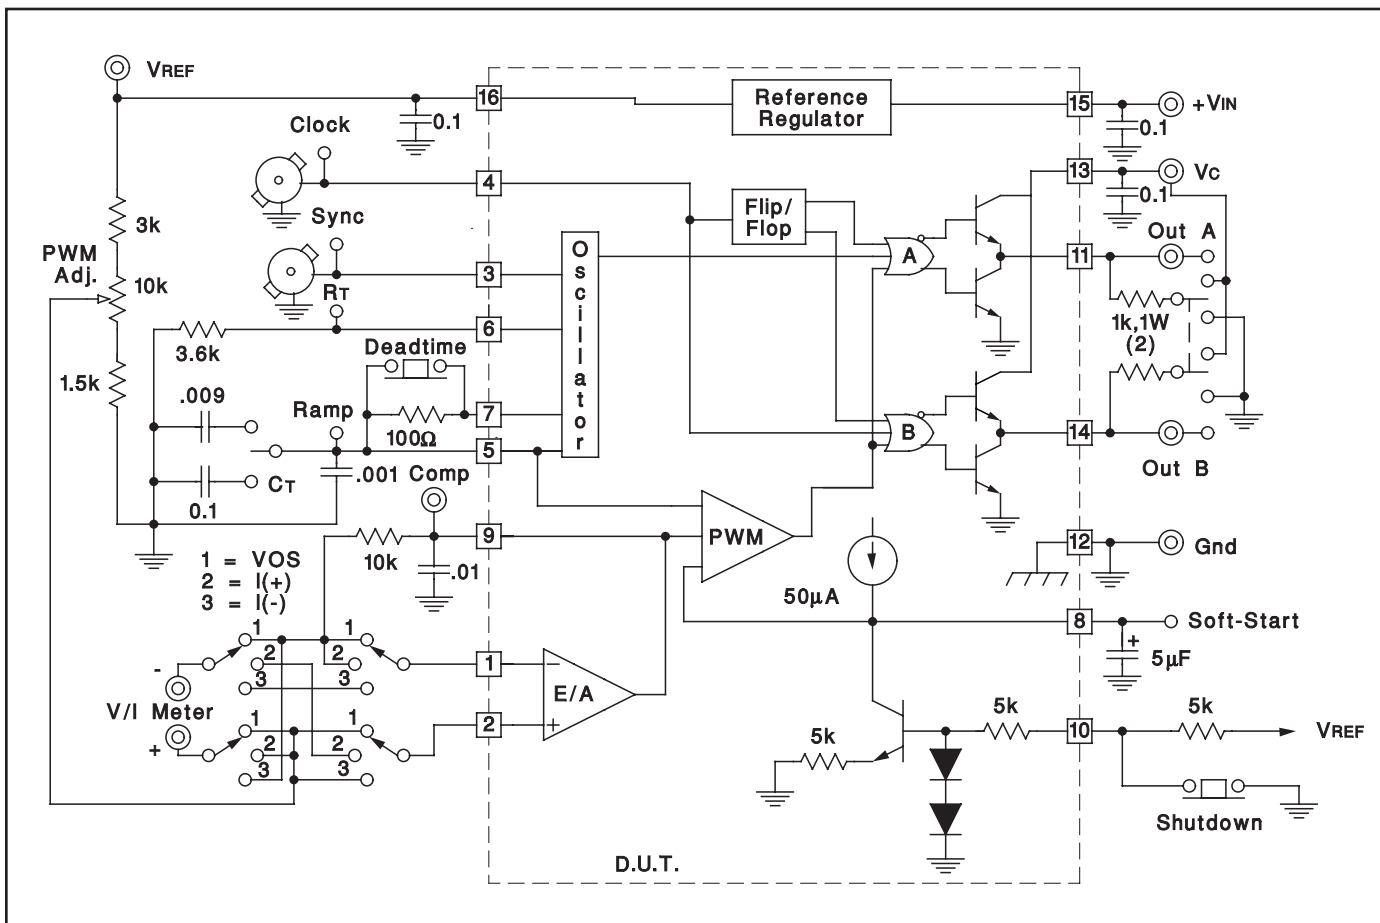 VREF
16
Reference
Regulator
15
+VIN
0.1
0.1
Clock
4
13
VC
0.1
3k
Sync
Flip/
Flop
Out A
PWM
Adj.
10k
3
Oscillator
A
11
RT
6
3.6k
1k,1W
(2)
Deadtime
1.5k
.009
Ramp
7
100Ω
B
14
5
CT
.001
Comp
Out B
0.1
9
PWM
12
Gnd
10k
.01
1 = VOS
2 = I(+)
3 = I(-)
50µA
8
Soft-Start
+
5µF
1
1
2
2
3
3
-
1
−
E/A
V/I Meter
+
1
1
2
2
3
3
2
+
5k
5k
10
5k
VREF
Shutdown
D.U.T.